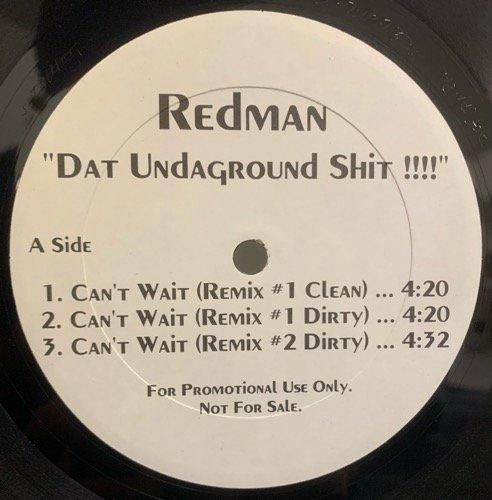 Redman
"Dat Undaground Shit !!!!"
A Side
1. Can't Wait (Remix #1 Clean) ... 4:20
2. Can't Wait (Remix #1 Dirty) ... 4:20
3. Can't Wait (Remix #2 Dirty) ... 4:32
For Promotional Use Only.
Not For Sale.